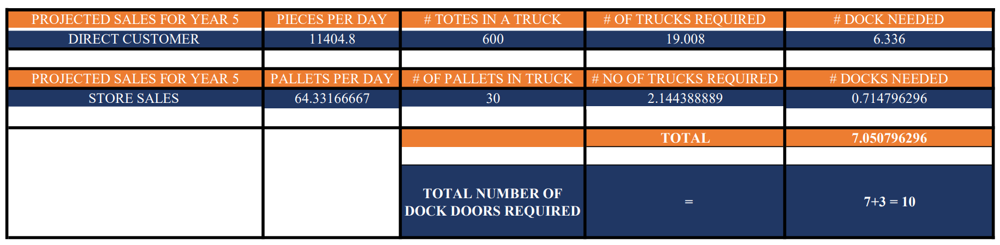 PROJECTED SALES FOR YEAR 5 PIECES PER DAY # TOTES IN A TRUCK # OF TRUCKS REQUIRED # DOCK NEEDED
DIRECT CUSTOMER 11404.8 600 19.008 6.336
PROJECTED SALES FOR YEAR 5 PALLETS PER DAY # OF PALLETS IN TRUCK # NO OF TRUCKS REQUIRED # DOCKS NEEDED
STORE SALES 64.33166667 30 2.144388889 0.714796296
TOTAL 7.050796296
TOTAL NUMBER OF
DOCK DOORS REQUIRED = 7+3 = 10